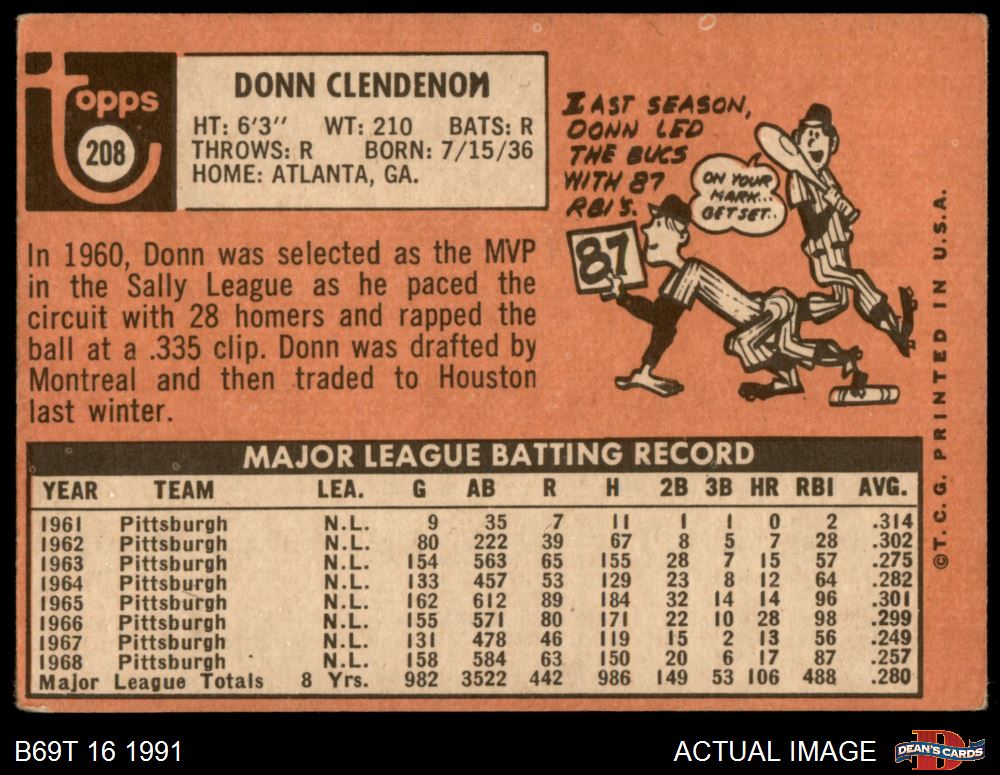 Topps
208
DONN CLENDENON
HT: 6'3" WT: 210 BATS: R
THROWS: R BORN: 7/15/36
HOME: ATLANTA, GA.
In 1960, Donn was selected as the MVP
in the Sally League as he paced the
circuit with 28 homers and rapped the
ball at a .335 clip. Donn was drafted by
Montreal and then traded to Houston
last winter.
LAST SEASON,
DONN LED
THE BUCS
WITH 87
RBI'S.
ON YOUR
MARK...
GET SET..
87
MAJOR LEAGUE BATTING RECORD
YEAR TEAM LEA. G AB R H 2B 3B HR RBI AVG.
1961 Pittsburgh N.L. 9 35 7 11 1 1 0 2 .314
1962 Pittsburgh N.L. 80 222 39 67 8 5 7 28 .302
1963 Pittsburgh N.L. 154 563 65 155 28 7 15 57 .275
1964 Pittsburgh N.L. 133 457 53 129 23 8 12 64 .282
1965 Pittsburgh N.L. 162 612 89 184 32 14 14 96 .301
1966 Pittsburgh N.L. 155 571 80 171 22 10 28 98 .299
1967 Pittsburgh N.L. 131 478 46 119 15 2 13 56 .249
1968 Pittsburgh N.L. 158 584 63 150 20 6 17 87 .257
Major League Totals 8 Yrs. 982 3522 442 986 149 53 106 488 .280
©T. C. G. PRINTED IN U.S.A.
B69T 16 1991
ACTUAL IMAGE
D
DEAN'S CARDS